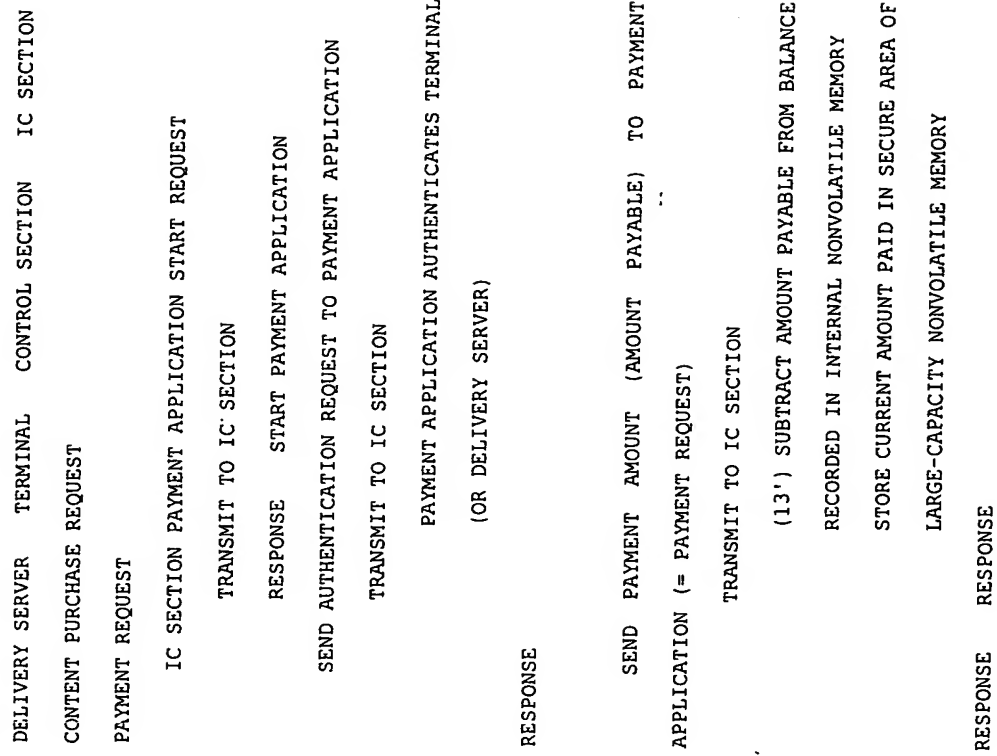 DELIVERY SERVER TERMINAL CONTROL SECTION IC SECTION
CONTENT PURCHASE REQUEST
PAYMENT REQUEST
IC SECTION PAYMENT APPLICATION START REQUEST
TRANSMIT TO IC SECTION
RESPONSE START PAYMENT APPLICATION
SEND AUTHENTICATION REQUEST TO PAYMENT APPLICATION
TRANSMIT TO IC SECTION
PAYMENT APPLICATION AUTHENTICATES TERMINAL
(OR DELIVERY SERVER)
RESPONSE
SEND PAYMENT AMOUNT (AMOUNT PAYABLE) TO PAYMENT
APPLICATION (= PAYMENT REQUEST)
TRANSMIT TO IC SECTION
(13') SUBTRACT AMOUNT PAYABLE FROM BALANCE
RECORDED IN INTERNAL NONVOLATILE MEMORY
STORE CURRENT AMOUNT PAID IN SECURE AREA OF
LARGE-CAPACITY NONVOLATILE MEMORY
RESPONSE RESPONSE